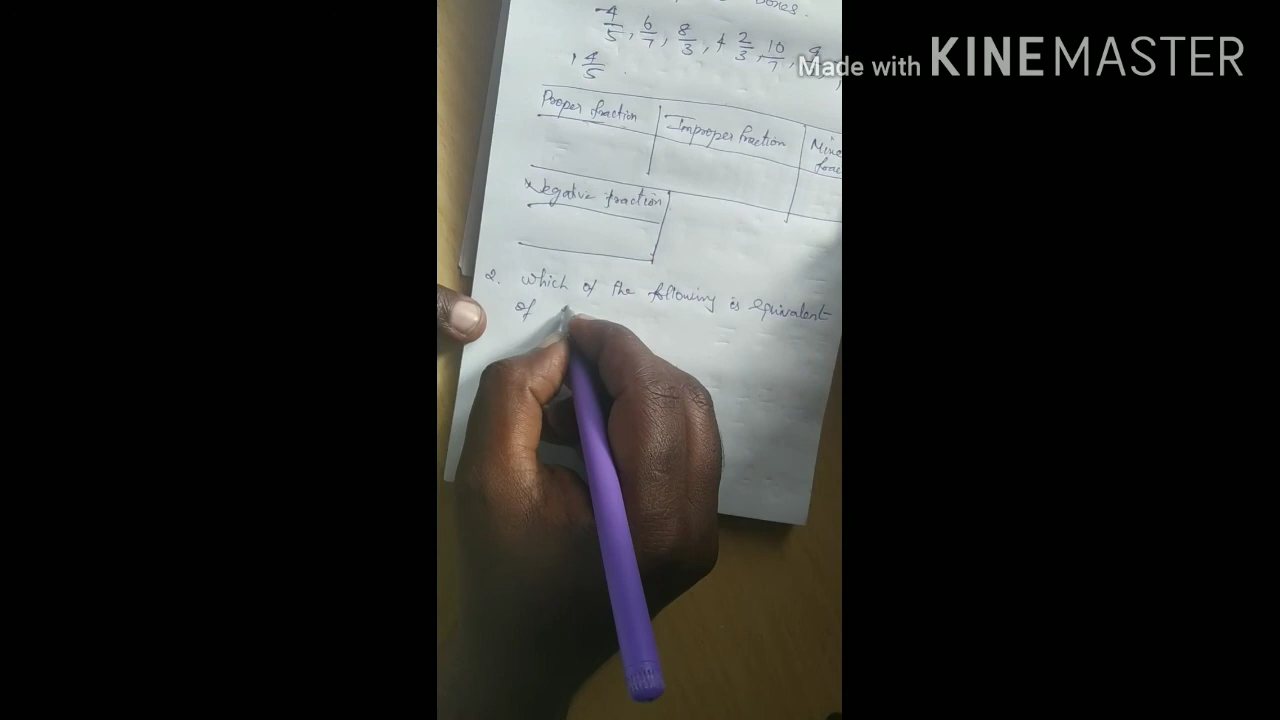 boxes.
-4/5, 6/7, 8/3, 2/3, 10/7,
, 4/5
Made with KINEMASTER
Proper fraction
Improper fraction
Negative fraction
2. Which of the following is equivalent
of